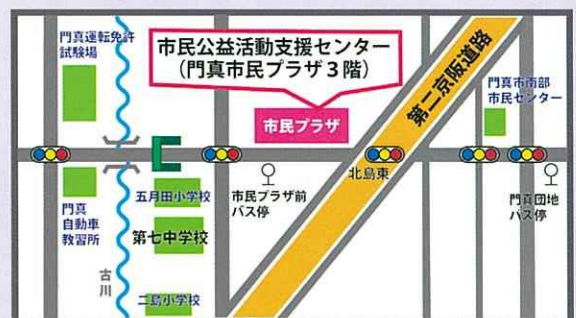 門真運転免許
試験場
市民公益活動支援センター
（門真市民プラザ３階）
第二京阪道路
門真市南部
市民センター
市民プラザ
北島東
五月田小学校
市民プラザ前
バス停
門真団地
バス停
門真
自動車
教習所
第七中学校
古川
二島小学校